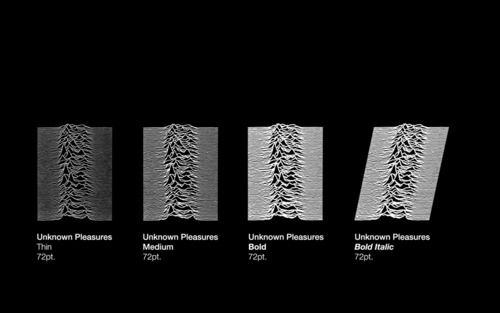 Unknown Pleasures
Thin
72pt.
Unknown Pleasures
Medium
72pt.
Unknown Pleasures
Bold
72pt.
Unknown Pleasures
Bold Italic
72pt.